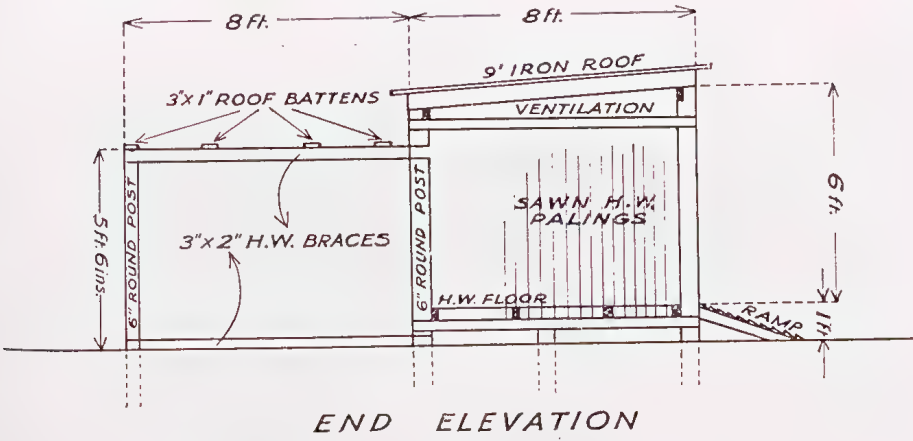 8 ft.
8 ft.
9' IRON ROOF
3"X1" ROOF BATTENS
VENTILATION
5 ft 6 ins.
6" ROUND POST
3"X2" H.W. BRACES
6" ROUND POST
SAWN H.W.
PALINGS
6 ft.
H.W. FLOOR
RAMP
1 ft
END ELEVATION